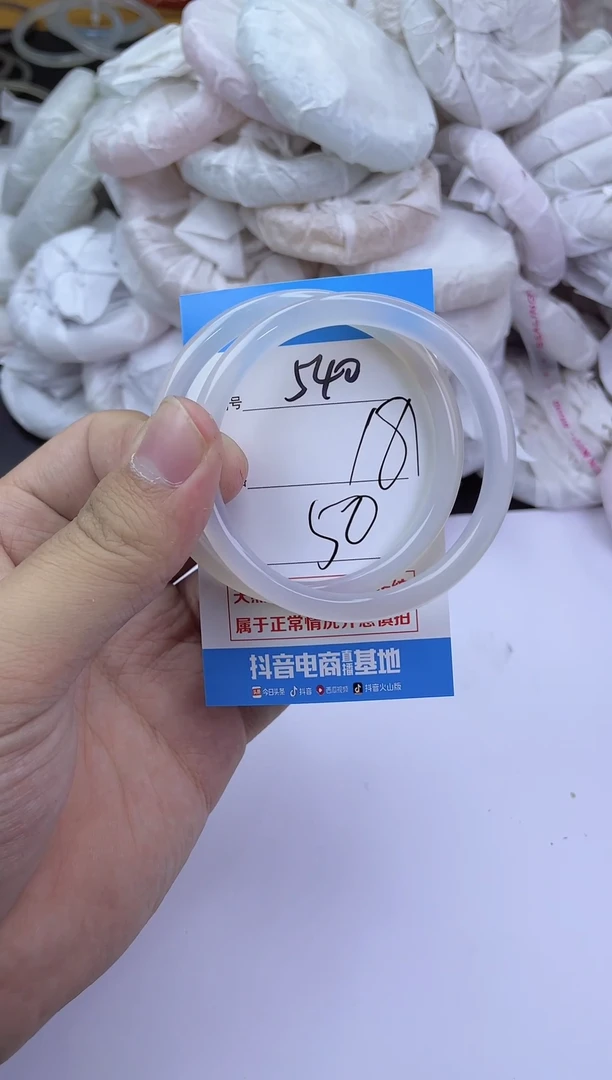 号 540
18
50
属于正常情况介意慎拍
抖音电商直播基地
今日头条 抖音 西瓜视频 抖音火山版